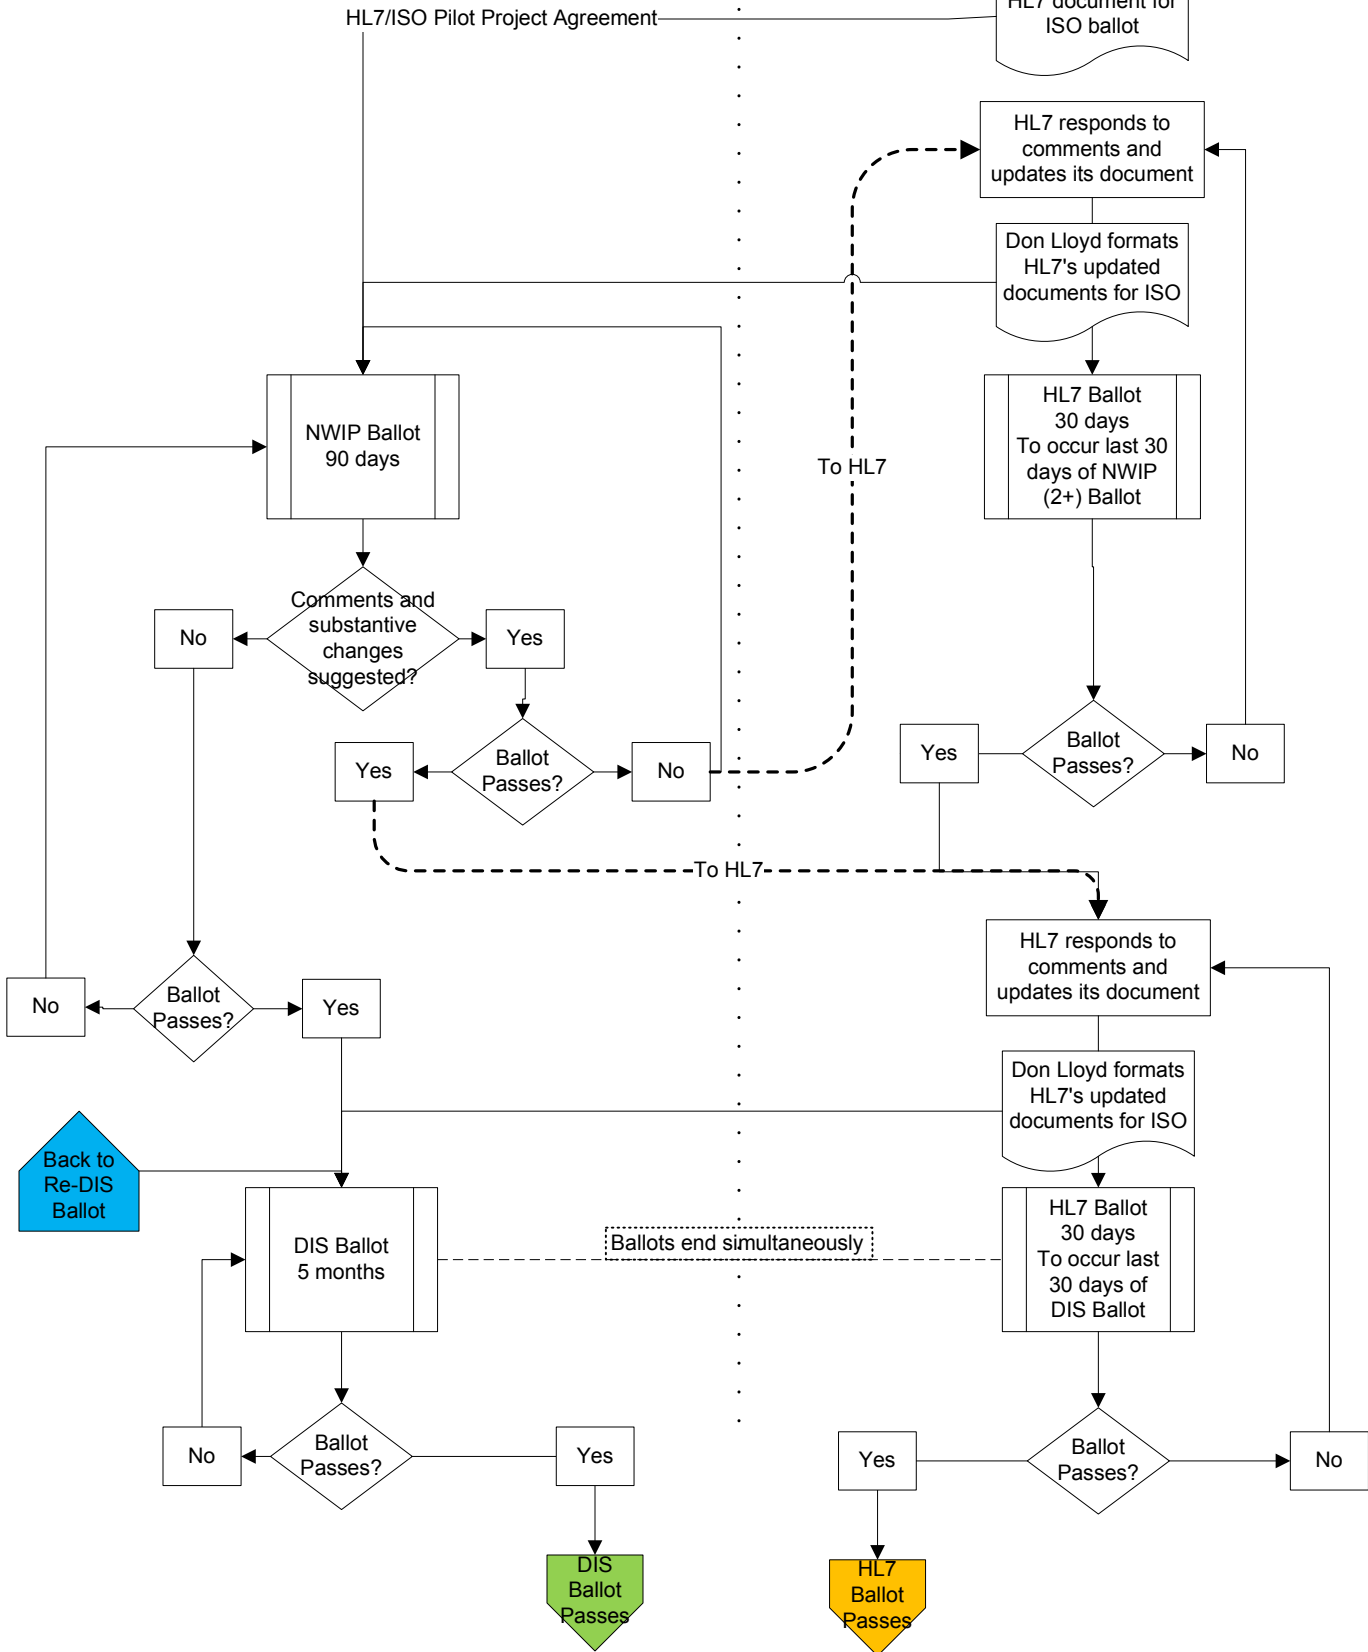 HL7 document for
ISO ballot
HL7/ISO Pilot Project Agreement
HL7 responds to
comments and
updates its document
Don Lloyd formats
HL7's updated
documents for ISO
NWIP Ballot
90 days
HL7 Ballot
30 days
To occur last 30
days of NWIP
(2+) Ballot
To HL7
Comments and
substantive
changes
suggested?
No
Yes
Ballot
Passes?
Yes
No
Ballot
Passes?
Yes
No
To HL7
HL7 responds to
comments and
updates its document
Ballot
Passes?
No
Yes
Don Lloyd formats
HL7's updated
documents for ISO
Back to
Re-DIS
Ballot
DIS Ballot
5 months
Ballots end simultaneously
HL7 Ballot
30 days
To occur last
30 days of
DIS Ballot
No
Ballot
Passes?
Yes
Yes
Ballot
Passes?
No
DIS
Ballot
Passes
HL7
Ballot
Passes